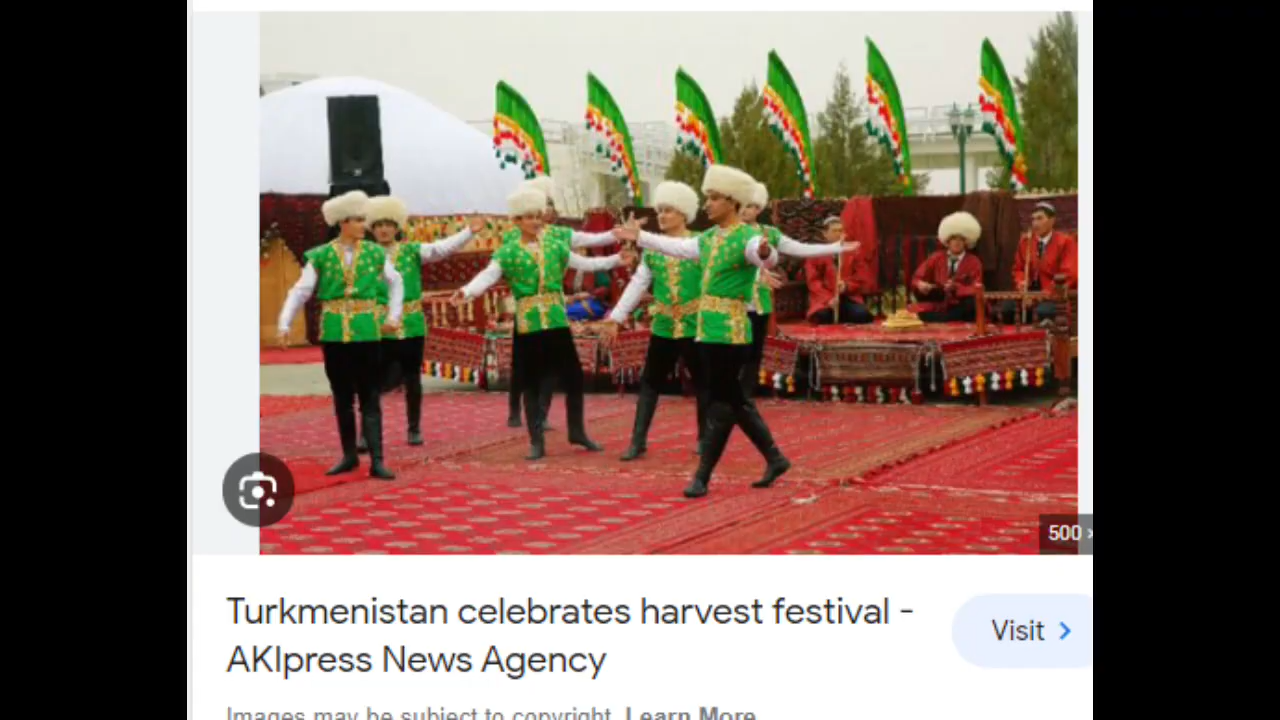 500 ×
Turkmenistan celebrates harvest festival -
AKIpress News Agency
Visit
Images may be subject to copyright. Learn More